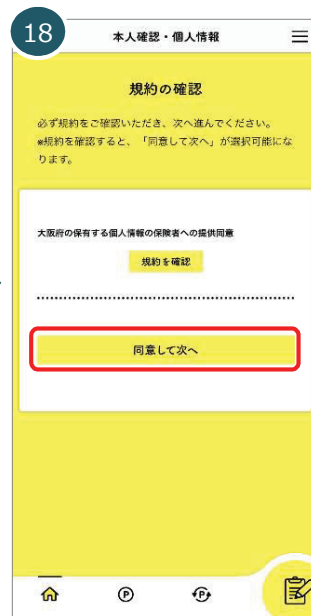 18
本人確認・個人情報
規約の確認
必ず規約をご確認いただき、次へ進んでください。
※規約を確認すると、「同意して次へ」が選択可能にな
ります。
大阪府の保有する個人情報の保険者への提供同意
規約を確認
同意して次へ
P
P